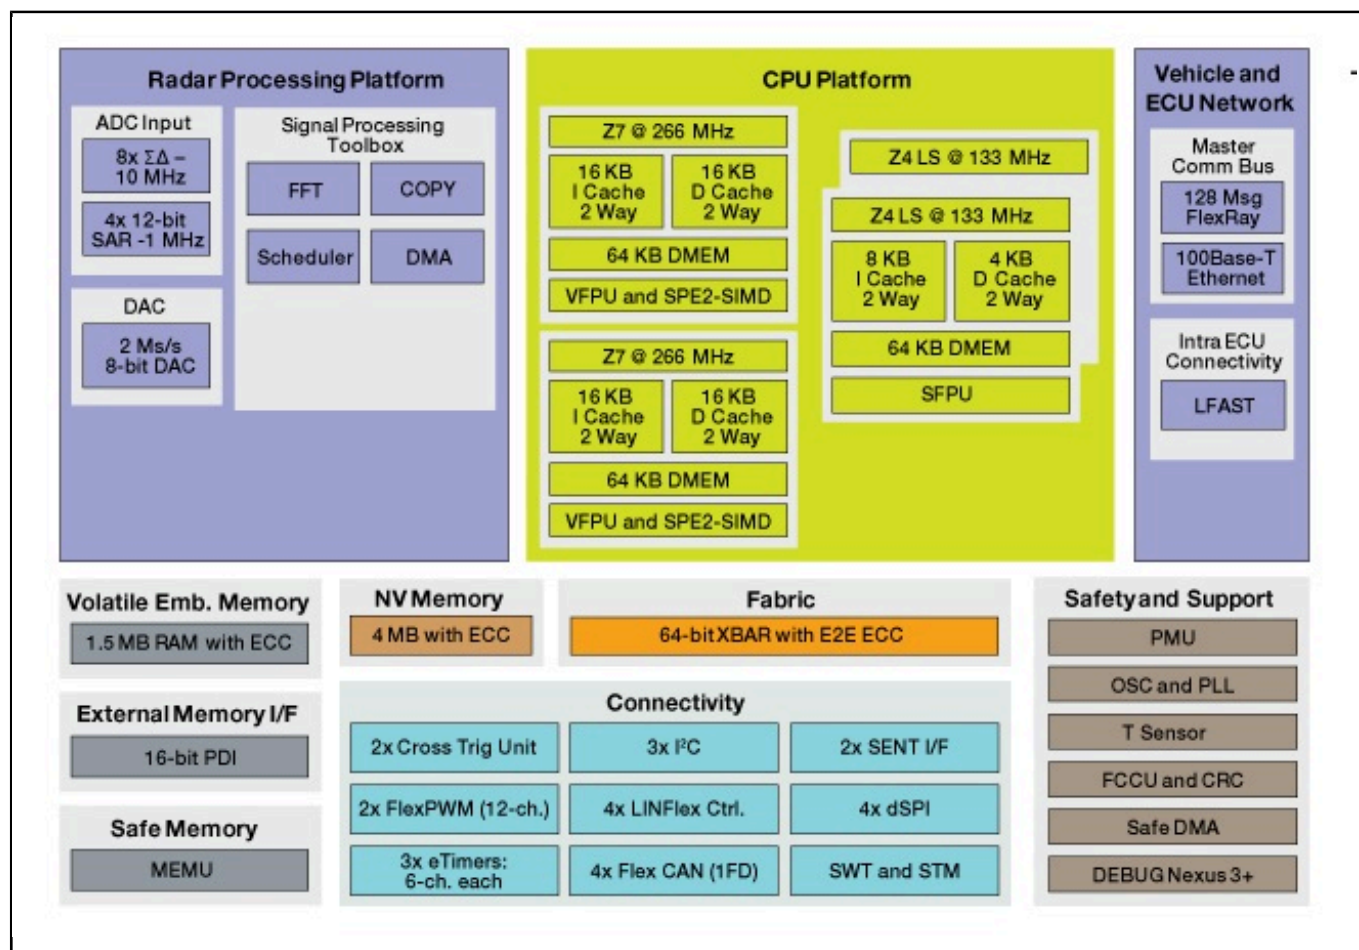 Radar Processing Platform
ADC Input
8x ΣΔ –
10 MHz
4x 12-bit
SAR -1 MHz
DAC
2 Ms/s
8-bit DAC
Signal Processing
Toolbox
FFT
COPY
Scheduler
DMA
CPU Platform
Z7 @ 266 MHz
16 KB
I Cache
2 Way
16 KB
D Cache
2 Way
64 KB DMEM
VFPU and SPE2-SIMD
Z7 @ 266 MHz
16 KB
I Cache
2 Way
16 KB
D Cache
2 Way
64 KB DMEM
VFPU and SPE2-SIMD
Z4 LS @ 133 MHz
Z4 LS @ 133 MHz
8 KB
I Cache
2 Way
4 KB
D Cache
2 Way
64 KB DMEM
SFPU
Vehicle and
ECU Network
Master
Comm Bus
128 Msg
FlexRay
100Base-T
Ethernet
Intra ECU
Connectivity
LFAST
Volatile Emb. Memory
1.5 MB RAM with ECC
External Memory I/F
16-bit PDI
Safe Memory
MEMU
NV Memory
4 MB with ECC
Fabric
64-bit XBAR with E2E ECC
Connectivity
2x Cross Trig Unit
3x I²C
2x SENT I/F
2x FlexPWM (12-ch.)
4x LINFlex Ctrl.
4x dSPI
3x eTimers:
6-ch. each
4x Flex CAN (1FD)
SWT and STM
Safety and Support
PMU
OSC and PLL
T Sensor
FCCU and CRC
Safe DMA
DEBUG Nexus 3+